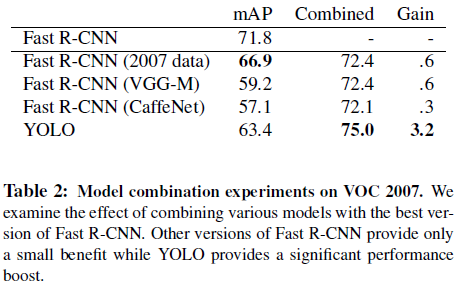 mAP Combined Gain
Fast R-CNN 71.8 - -
Fast R-CNN (2007 data) 66.9 72.4 .6
Fast R-CNN (VGG-M) 59.2 72.4 .6
Fast R-CNN (CaffeNet) 57.1 72.1 .3
YOLO 63.4 75.0 3.2
Table 2: Model combination experiments on VOC 2007. We
examine the effect of combining various models with the best ver-
sion of Fast R-CNN. Other versions of Fast R-CNN provide only
a small benefit while YOLO provides a significant performance
boost.